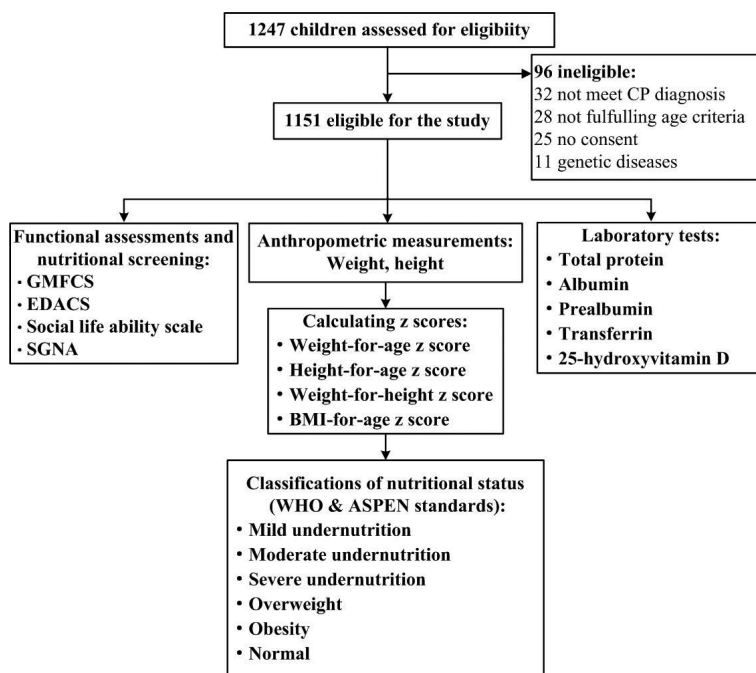 1247 children assessed for eligibiity
96 ineligible:
32 not meet CP diagnosis
28 not fulfulling age criteria
25 no consent
11 genetic diseases
1151 eligible for the study
Functional assessments and
nutritional screening:
· GMFCS
· EDACS
· Social life ability scale
· SGNA
Anthropometric measurements:
Weight, height
Calculating z scores:
• Weight-for-age z score
• Height-for-age z score
• Weight-for-height z score
• BMI-for-age z score
Laboratory tests:
• Total protein
• Albumin
• Prealbumin
• Transferrin
• 25-hydroxyvitamin D
Classifications of nutritional status
(WHO & ASPEN standards):
• Mild undernutrition
• Moderate undernutrition
• Severe undernutrition
• Overweight
• Obesity
• Normal